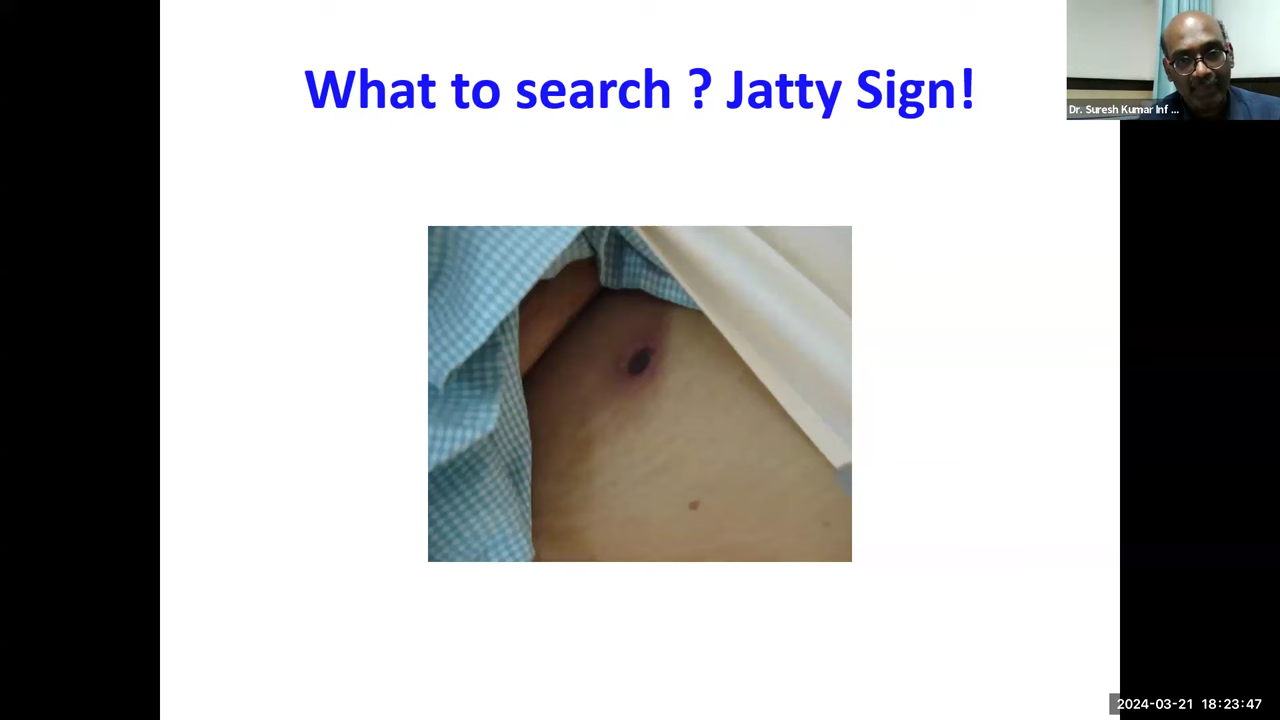 What to search ? Jatty Sign!
Dr. Suresh Kumar Inf ...
2024-03-21 18:23:47